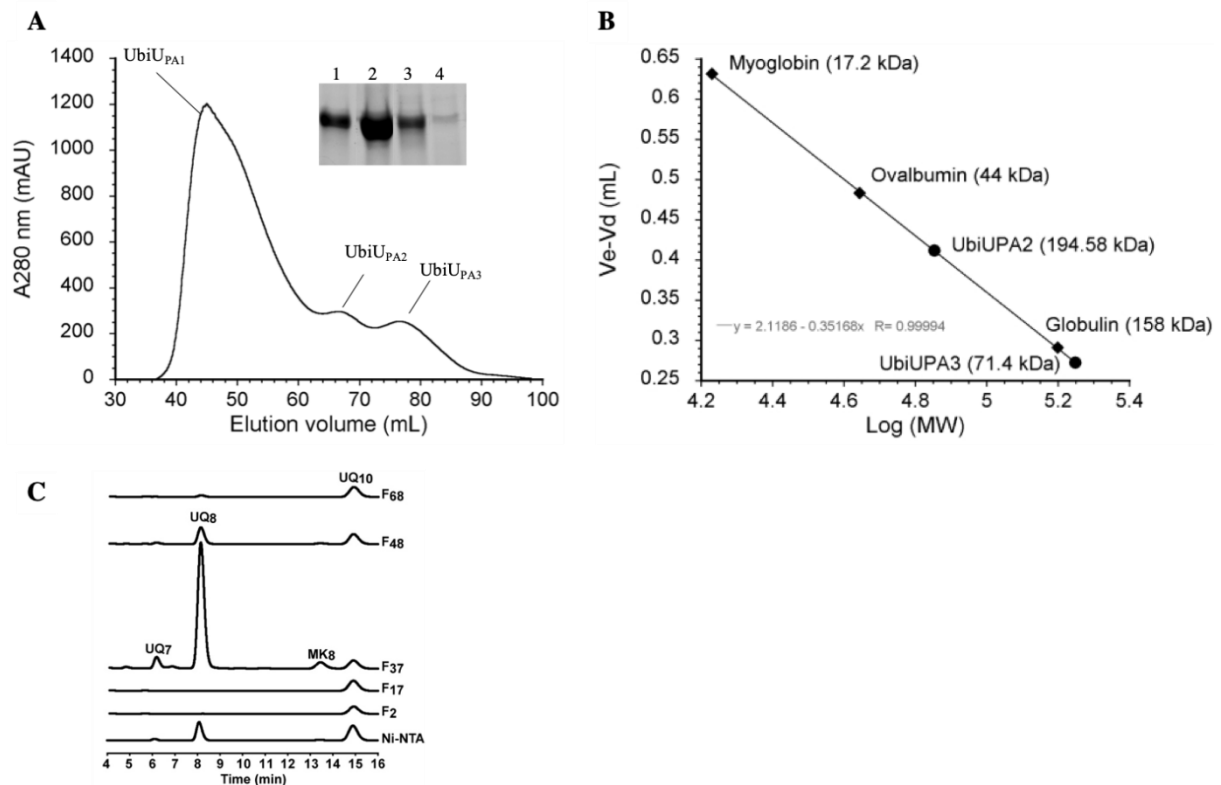 A
1400
1200
1000
800
600
400
200
0
A280 nm (mAU)
30 40 50 60 70 80 90 100
Elution volume (mL)
UbiUPA1
1 2 3 4
UbiUPA2
UbiUPA3
B
0.65
0.6
0.55
0.5
0.45
0.4
0.35
0.3
0.25
Ve-Vd (mL)
Myoglobin (17.2 kDa)
Ovalbumin (44 kDa)
UbiUPA2 (194.58 kDa)
Globulin (158 kDa)
y = 2.1186 - 0.35168x R= 0.99994
UbiUPA3 (71.4 kDa)
4.2 4.4 4.6 4.8 5 5.2 5.4
Log (MW)
C
UQ10
F68
UQ8
F48
UQ7
MK8
F37
F17
F2
Ni-NTA
4 5 6 7 8 9 10 11 12 13 14 15 16
Time (min)